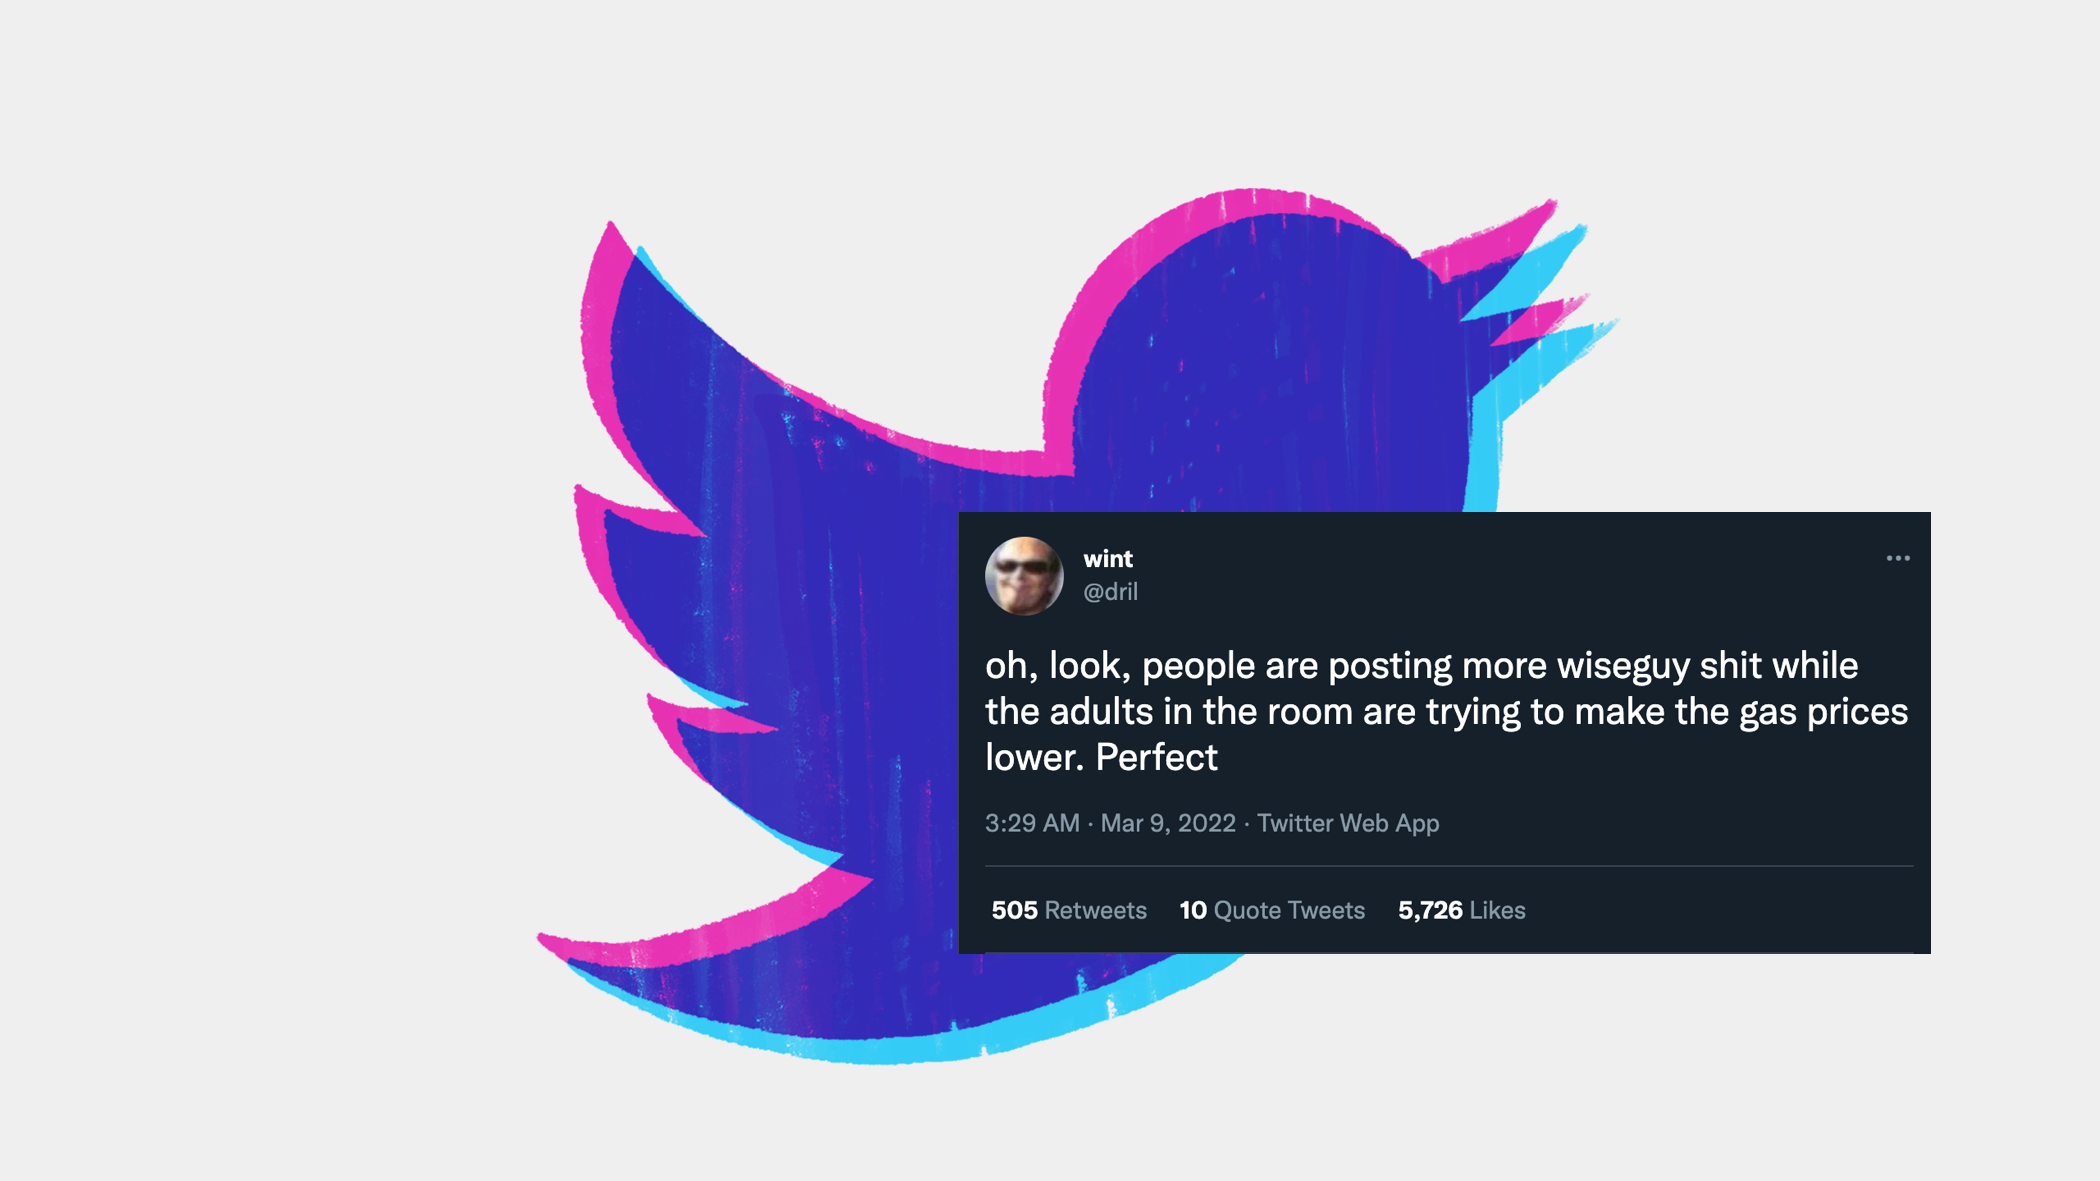 wint
@dril
oh, look, people are posting more wiseguy shit while
the adults in the room are trying to make the gas prices
lower. Perfect
3:29 AM · Mar 9, 2022 · Twitter Web App
505 Retweets 10 Quote Tweets 5,726 Likes